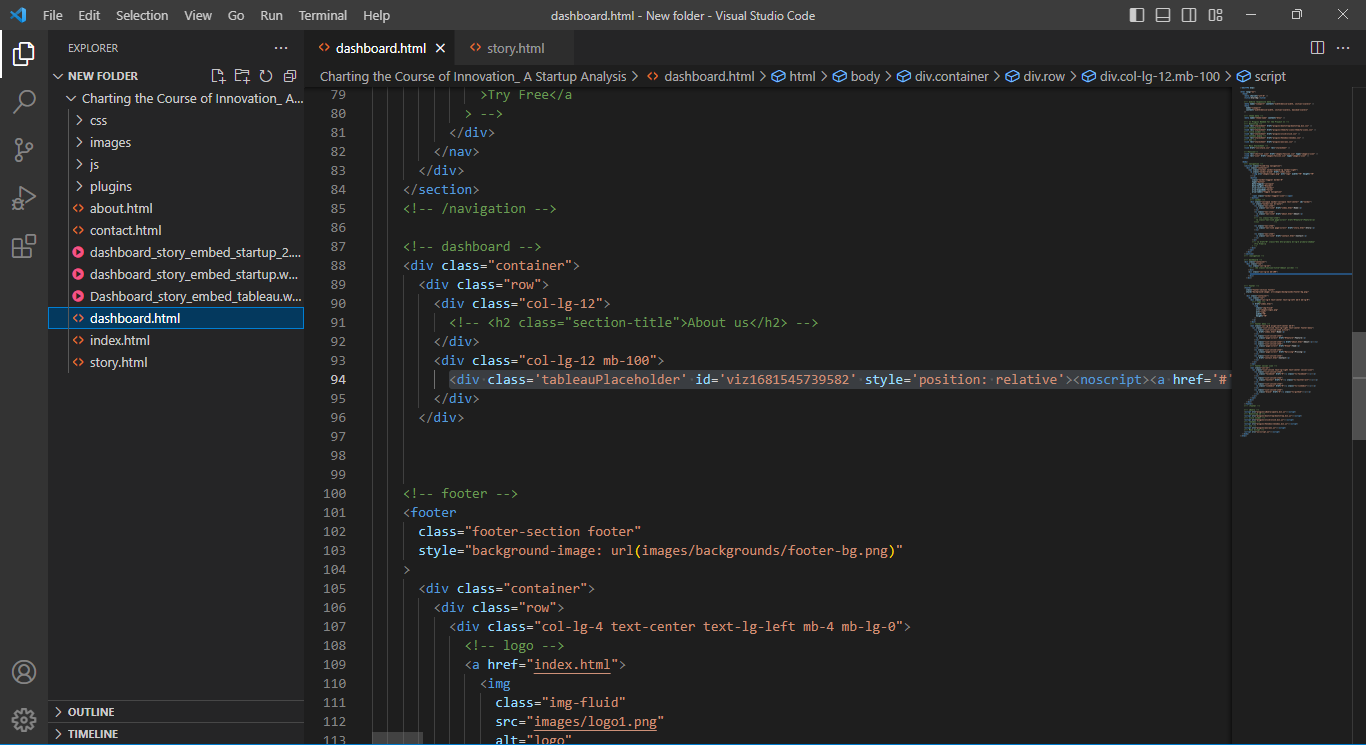 File Edit Selection View Go Run Terminal Help
dashboard.html - New folder - Visual Studio Code
EXPLORER
NEW FOLDER
Charting the Course of Innovation_ A...
css
images
js
plugins
about.html
contact.html
dashboard_story_embed_startup_2....
dashboard_story_embed_startup.w...
Dashboard_story_embed_tableau.w...
dashboard.html
index.html
story.html
OUTLINE
TIMELINE
dashboard.html
story.html
Charting the Course of Innovation_ A Startup Analysis > dashboard.html > html > body > div.container > div.row > div.col-lg-12.mb-100 > script
79 >Try Free</a
80 > -->
81 </div>
82 </nav>
83 </div>
84 </section>
85 <!-- /navigation -->
86
87 <!-- dashboard -->
88 <div class="container">
89 <div class="row">
90 <div class="col-lg-12">
91 <!-- <h2 class="section-title">About us</h2> -->
92 </div>
93 <div class="col-lg-12 mb-100">
94 <div class='tableauPlaceholder' id='viz1681545739582' style='position: relative'><noscript><a href='#'
95 </div>
96 </div>
97
98
99
100 <!-- footer -->
101 <footer
102 class="footer-section footer"
103 style="background-image: url(images/backgrounds/footer-bg.png)"
104 >
105 <div class="container">
106 <div class="row">
107 <div class="col-lg-4 text-center text-lg-left mb-4 mb-lg-0">
108 <!-- logo -->
109 <a href="index.html">
110 <img
111 class="img-fluid"
112 src="images/logo1.png"
113 alt="logo"